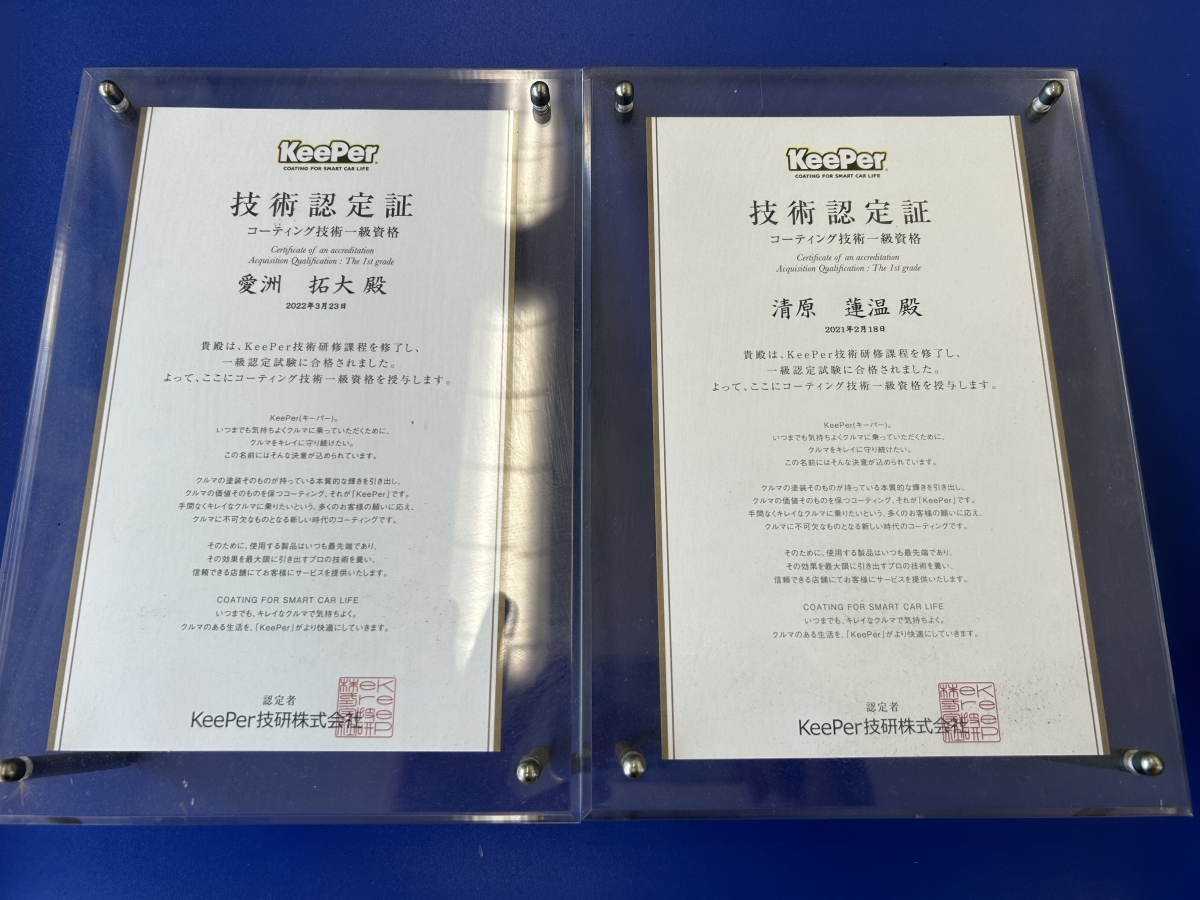 KeePer
COATING FOR SMART CAR LIFE
技術認定証
コーティング技術一級資格
Certificate of an accreditation
Acquisition Qualification : The 1st grade
愛洲 拓大 殿
2022年3月23日
貴殿は、KeePer技術研修課程を修了し、
一級認定試験に合格されました。
よって、ここにコーティング技術一級資格を授与します。
KeePer(キーパー)。
いつまでも気持ちよくクルマに乗っていただくために、
クルマをキレイに守り続けたい。
この名前にはそんな決意が込められています。
クルマの塗装そのものが持っている本質的な輝きを引き出し、
クルマの価値そのものを保つコーティング、それが「KeePer」です。
手間なくキレイなクルマに乗りたいという、多くのお客様の願いに応え、
クルマに不可欠なものとなる新しい時代のコーティングです。
そのために、使用する製品はいつも最先端であり、
その効果を最大限に引き出すプロの技術を養い、
信頼できる店舗にてお客様にサービスを提供いたします。
COATING FOR SMART CAR LIFE
いつまでも、キレイなクルマで気持ちよく。
クルマのある生活を、「KeePer」がより快適にしていきます。
認定者
KeePer技研株式会社
KeePer
COATING FOR SMART CAR LIFE
技術認定証
コーティング技術一級資格
Certificate of an accreditation
Acquisition Qualification : The 1st grade
清原 蓮温 殿
2021年2月18日
貴殿は、KeePer技術研修課程を修了し、
一級認定試験に合格されました。
よって、ここにコーティング技術一級資格を授与します。
KeePer(キーパー)。
いつまでも気持ちよくクルマに乗っていただくために、
クルマをキレイに守り続けたい。
この名前にはそんな決意が込められています。
クルマの塗装そのものが持っている本質的な輝きを引き出し、
クルマの価値そのものを保つコーティング、それが「KeePer」です。
手間なくキレイなクルマに乗りたいという、多くのお客様の願いに応え、
クルマに不可欠なものとなる新しい時代のコーティングです。
そのために、使用する製品はいつも最先端であり、
その効果を最大限に引き出すプロの技術を養い、
信頼できる店舗にてお客様にサービスを提供いたします。
COATING FOR SMART CAR LIFE
いつまでも、キレイなクルマで気持ちよく。
クルマのある生活を、「KeePer」がより快適にしていきます。
認定者
KeePer技研株式会社